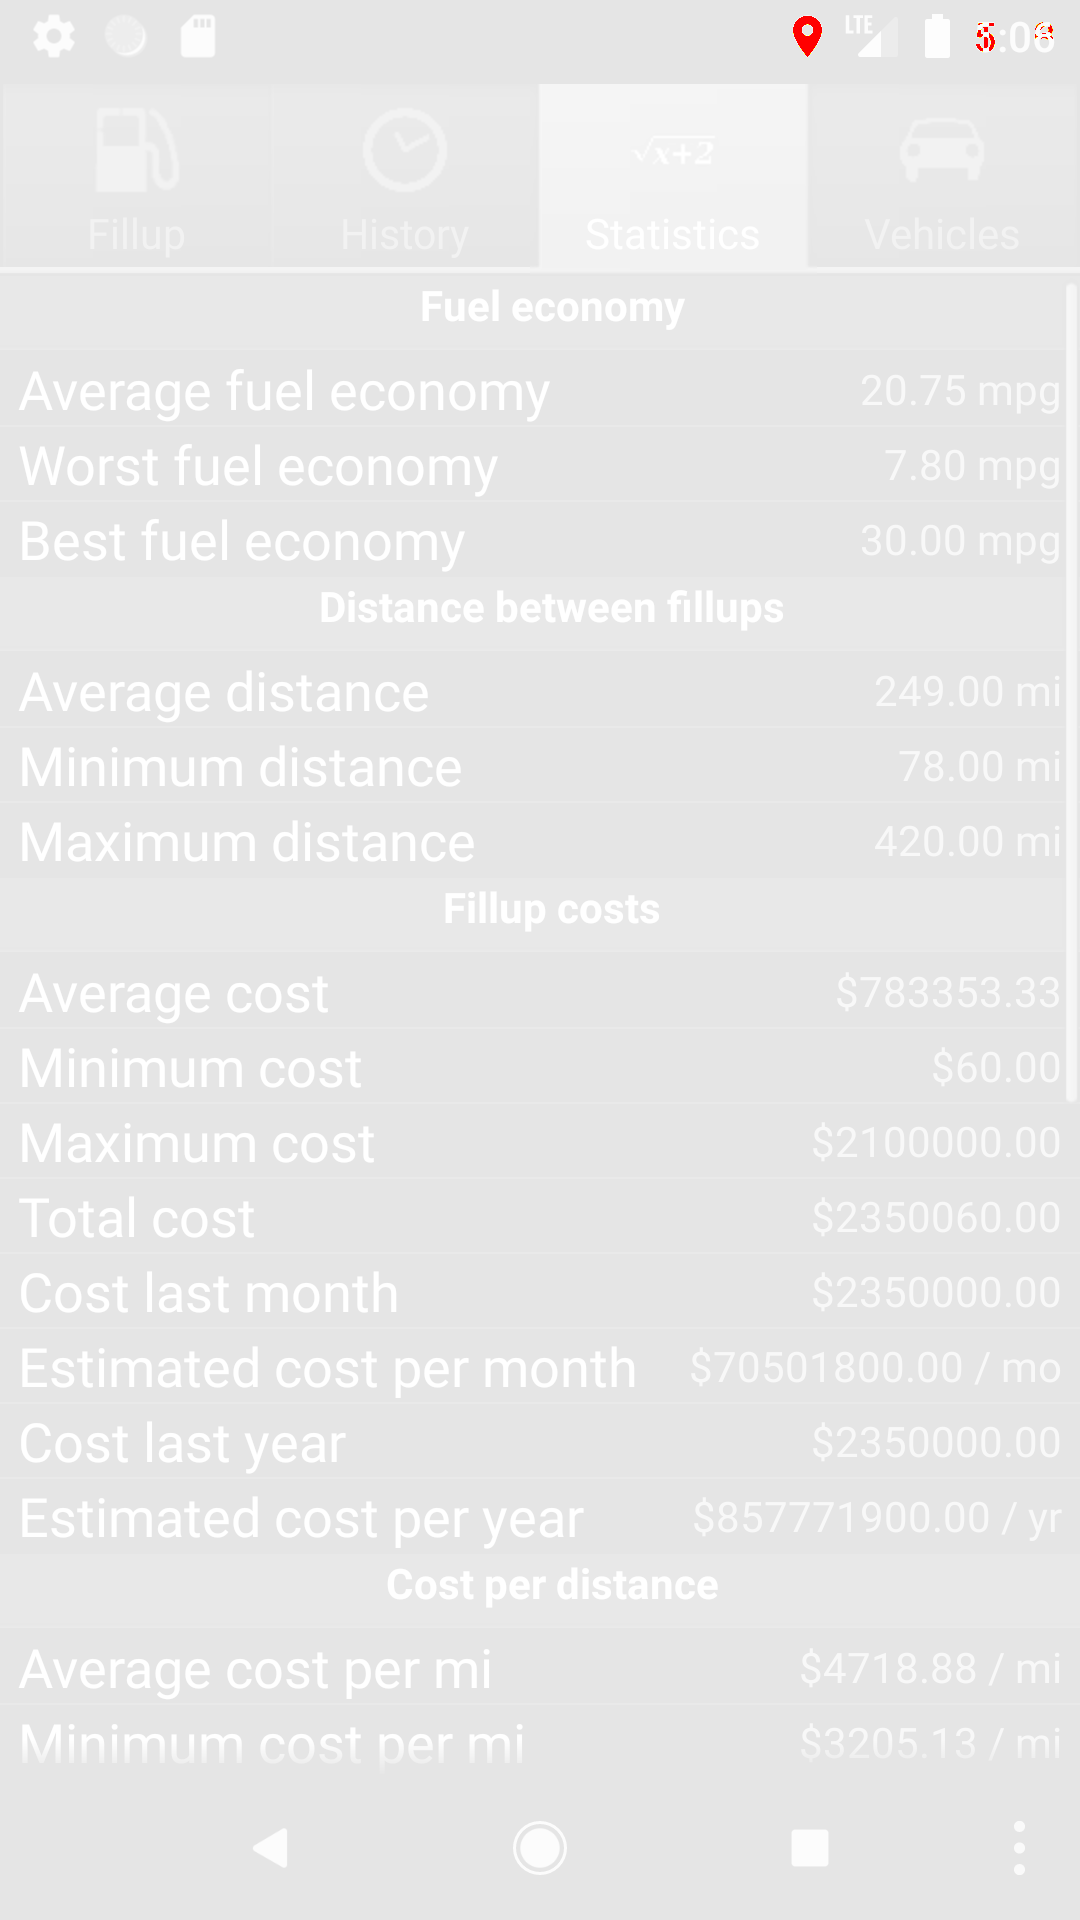 LTE 5:06
Fillup History √x+2 Statistics Vehicles
Fuel economy
Average fuel economy 20.75 mpg
Worst fuel economy 7.80 mpg
Best fuel economy 30.00 mpg
Distance between fillups
Average distance 249.00 mi
Minimum distance 78.00 mi
Maximum distance 420.00 mi
Fillup costs
Average cost $783353.33
Minimum cost $60.00
Maximum cost $2100000.00
Total cost $2350060.00
Cost last month $2350000.00
Estimated cost per month $70501800.00 / mo
Cost last year $2350000.00
Estimated cost per year $857771900.00 / yr
Cost per distance
Average cost per mi $4718.88 / mi
Minimum cost per mi $3205.13 / mi